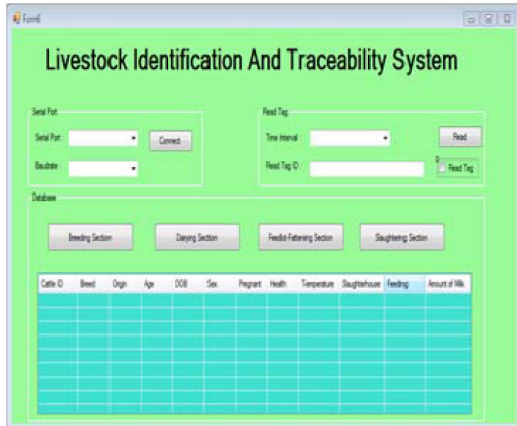 Form6
Livestock Identification And Traceability System
Serial Port
Serial Port :
Connect
Baudrate :
Read Tag
Time Interval :
Read
Read Tag ID :
Read Tag
Database
Breeding Section
Dairying Section
Feedlot-Fattening Section
Slaughtering Section
Cattle ID Breed Origin Age DOB Sex Pregnant Health Temperature Slaughterhouse Feeding Amount of Milk